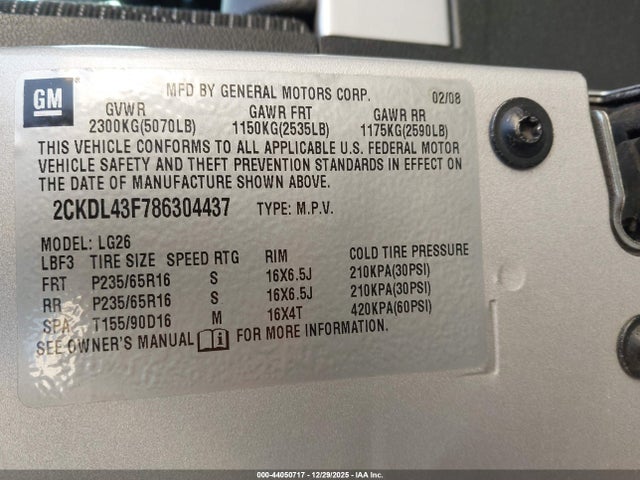 GM
MFD BY GENERAL MOTORS CORP. 02/08
GVWR GAWR FRT GAWR RR
2300KG(5070LB) 1150KG(2535LB) 1175KG(2590LB)
THIS VEHICLE CONFORMS TO ALL APPLICABLE U.S. FEDERAL MOTOR
VEHICLE SAFETY AND THEFT PREVENTION STANDARDS IN EFFECT ON
THE DATE OF MANUFACTURE SHOWN ABOVE.
2CKDL43F786304437 TYPE: M.P.V.
MODEL: LG26
LBF3 TIRE SIZE SPEED RTG RIM COLD TIRE PRESSURE
FRT P235/65R16 S 16X6.5J 210KPA(30PSI)
RR P235/65R16 S 16X6.5J 210KPA(30PSI)
SPA T155/90D16 M 16X4T 420KPA(60PSI)
SEE OWNER'S MANUAL FOR MORE INFORMATION.
000-44050717 - 12/29/2025 - IAA Inc.